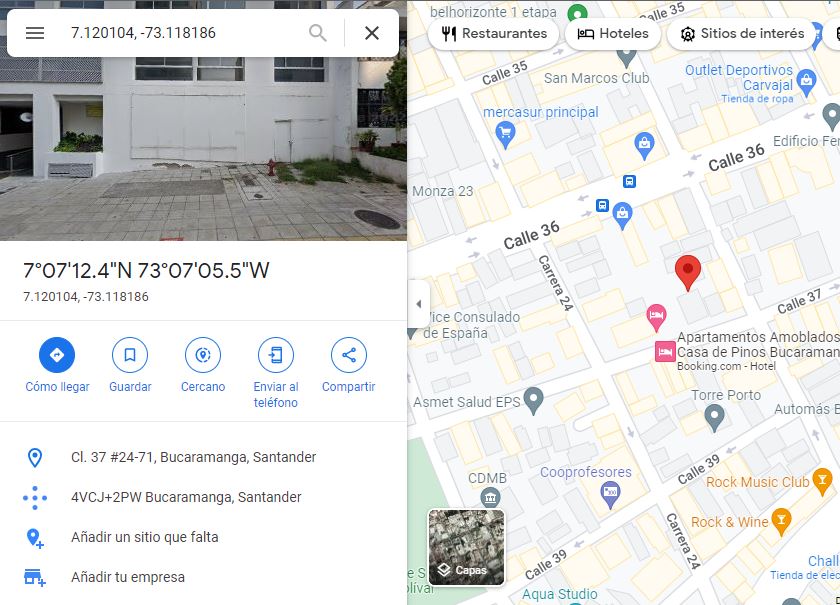 7.120104, -73.118186
7°07'12.4"N 73°07'05.5"W
7.120104, -73.118186
Cómo llegar
Guardar
Cercano
Enviar al
teléfono
Compartir
Cl. 37 #24-71, Bucaramanga, Santander
4VCJ+2PW Bucaramanga, Santander
Añadir un sitio que falta
Añadir tu empresa
belhorizonte 1 etapa
Calle 35
Restaurantes
Hoteles
Sitios de interés
Calle 35
San Marcos Club
Outlet Deportivos
Carvajal
Tienda de ropa
mercasur principal
Edificio Fer
Calle 36
Monza 23
Calle 36
Carrera 24
Calle 37
Vice Consulado
de España
Apartamentos Amoblados
Casa de Pinos Bucaraman
Booking.com - Hotel
Asmet Salud EPS
Torre Porto
Automás B
Calle 39
CDMB
Cooprofesores
Rock Music Club
Rock & Wine
Carrera 24
Calle 39
Capas
Chall
Tienda de elec
Aqua Studio